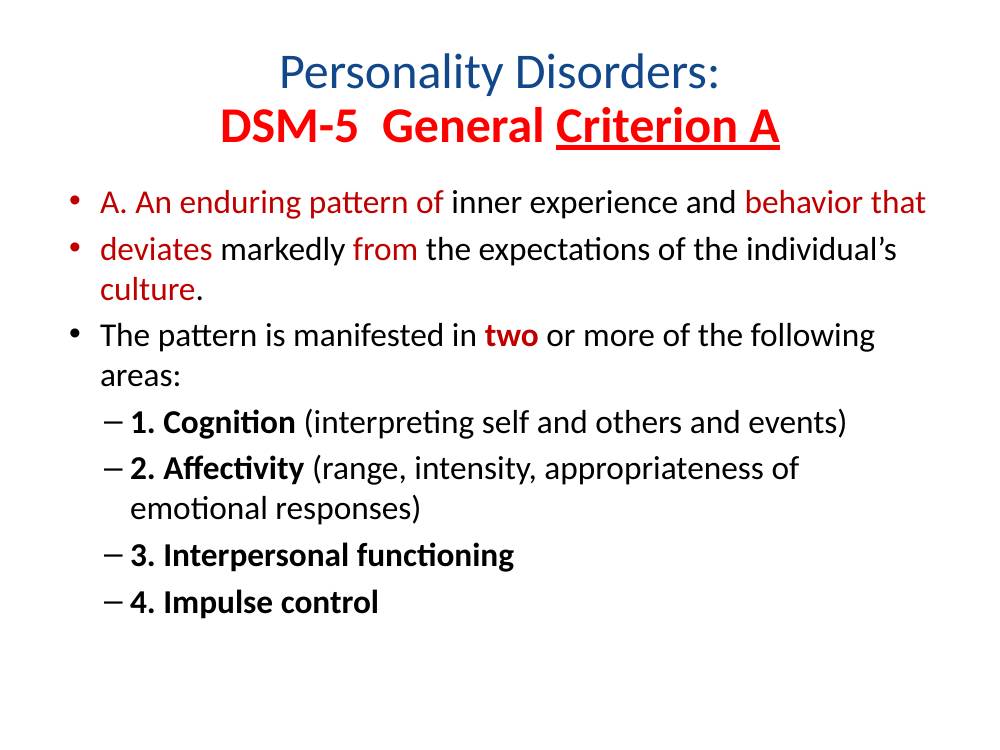 Personality Disorders:
DSM-5  General Criterion A
• A. An enduring pattern of inner experience and behavior that
• deviates markedly from the expectations of the individual’s
culture.
• The pattern is manifested in two or more of the following
areas:
– 1. Cognition (interpreting self and others and events)
– 2. Affectivity (range, intensity, appropriateness of
emotional responses)
– 3. Interpersonal functioning
– 4. Impulse control